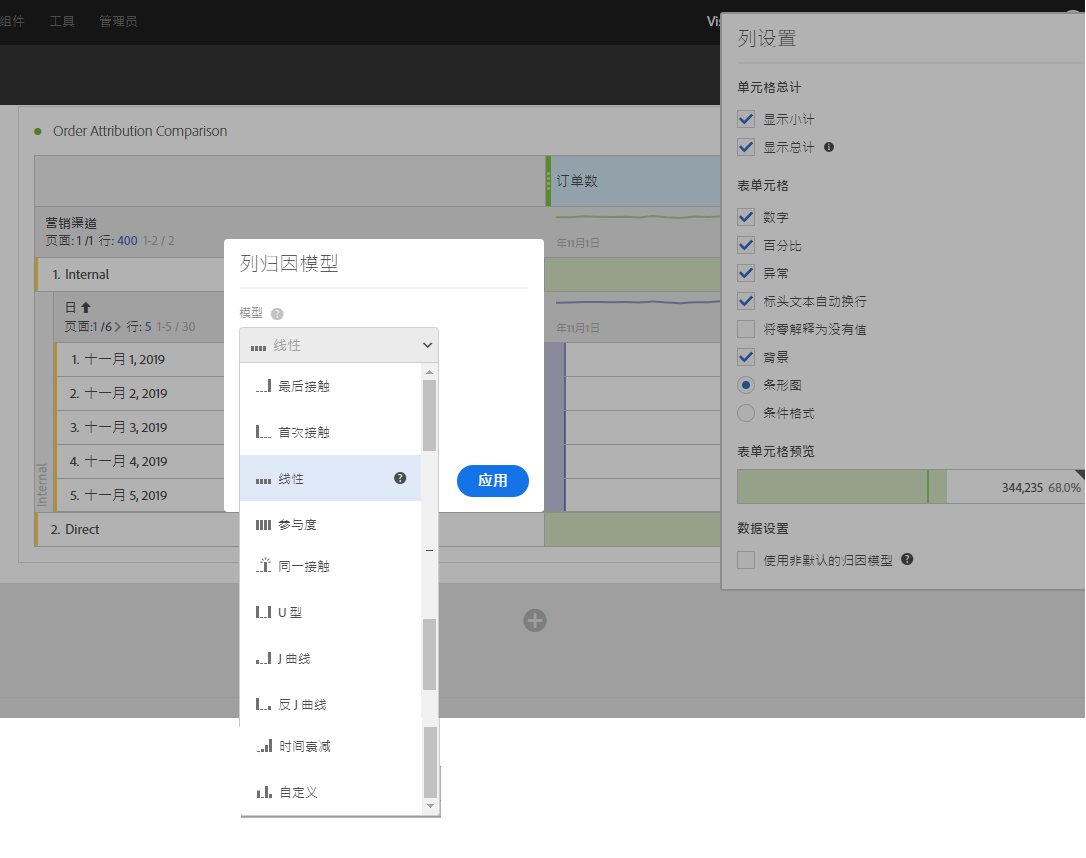 组件 工具 管理员
列设置
单元格总计
显示小计
显示总计
表单元格
数字
百分比
异常
标头文本自动换行
将零解释为没有值
背景
条形图
条件格式
表单元格预览
344,235 68.0%
数据设置
使用非默认的归因模型
Order Attribution Comparison
订单数
营销渠道
页面: 1 /1 行: 400 1-2 / 2
年11月1日
1. Internal
日
页面:1 /6 行: 5 1-5 / 30
年11月1日
1. 十一月 1, 2019
2. 十一月 2, 2019
3. 十一月 3, 2019
4. 十一月 4, 2019
5. 十一月 5, 2019
Internal
2. Direct
列归因模型
模型
线性
最后接触
首次接触
线性
参与度
同一接触
U 型
J 曲线
反 J 曲线
时间衰减
自定义
应用